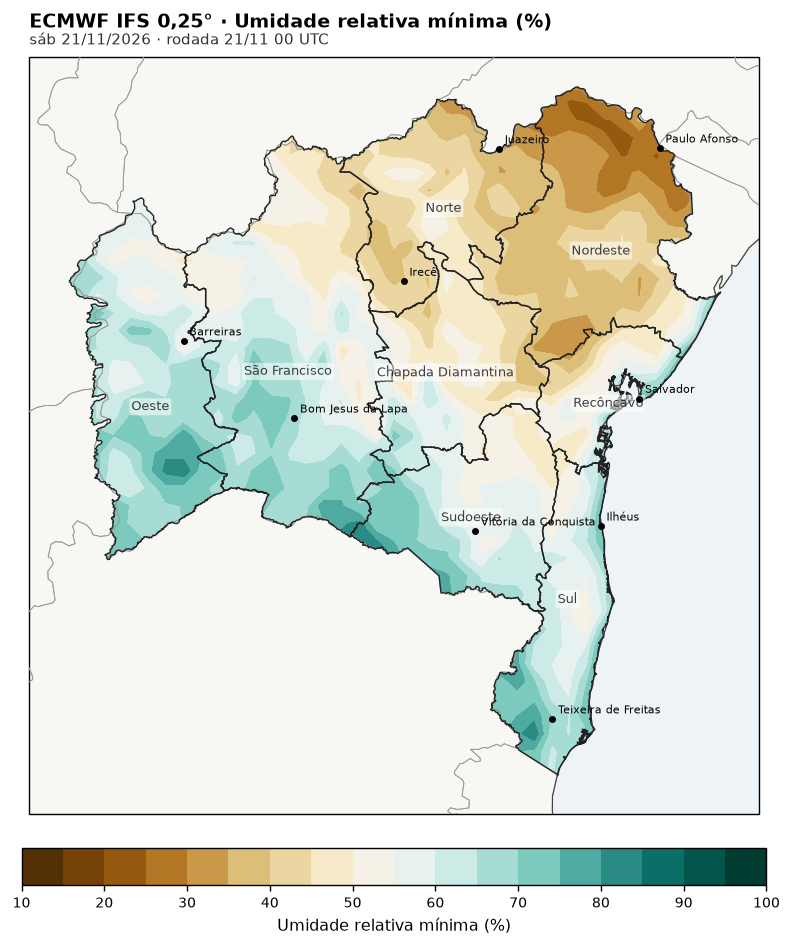 ECMWF IFS 0,25° · Umidade relativa mínima (%)
sáb 21/11/2026 · rodada 21/11 00 UTC
Juazeiro
Paulo Afonso
Norte
Nordeste
Irecê
Barreiras
São Francisco
Chapada Diamantina
Salvador
Recôncavo
Oeste
Bom Jesus da Lapa
Sudoeste
Vitória da Conquista
Ilhéus
Sul
Teixeira de Freitas
10 20 30 40 50 60 70 80 90 100
Umidade relativa mínima (%)